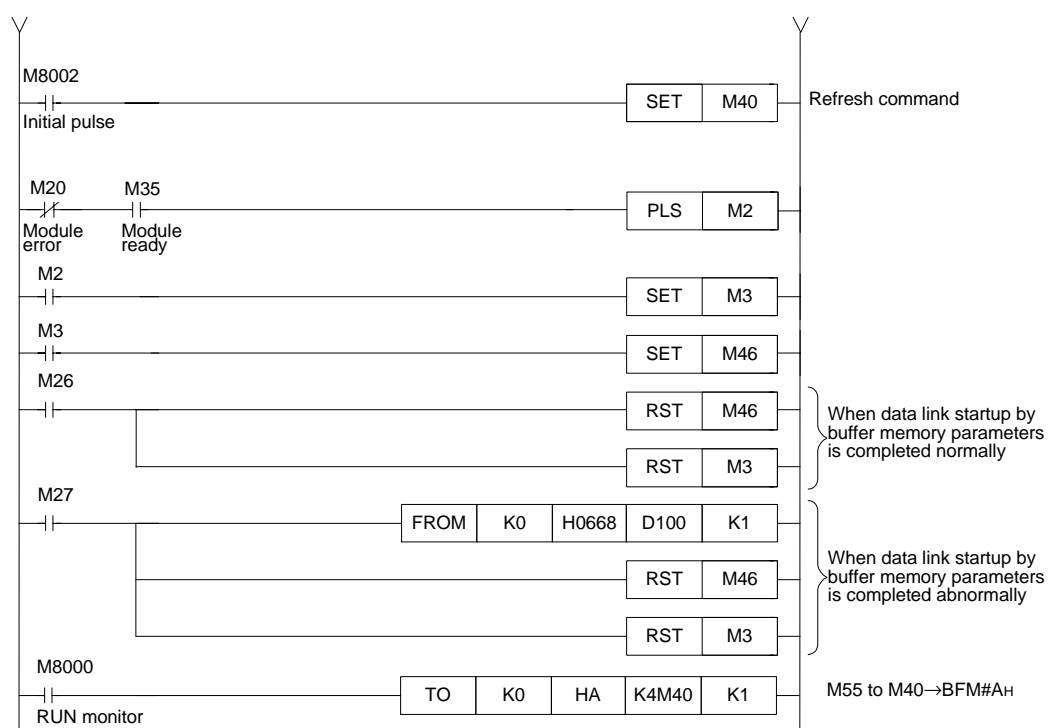 M8002
Initial pulse
SET M40
Refresh command
M20 M35
Module error
Module ready
PLS M2
M2
SET M3
M3
SET M46
M26
RST M46
RST M3
When data link startup by
buffer memory parameters
is completed normally
M27
FROM K0 H0668 D100 K1
RST M46
RST M3
When data link startup by
buffer memory parameters
is completed abnormally
M8000
RUN monitor
TO K0 HA K4M40 K1
M55 to M40→BFM#AH